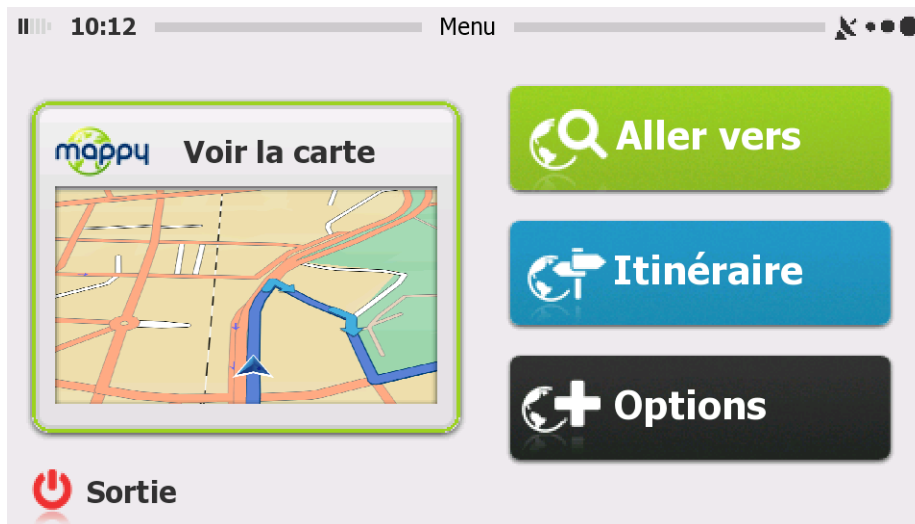 10:12 Menu
mappy Voir la carte
Aller vers
Itinéraire
Options
Sortie